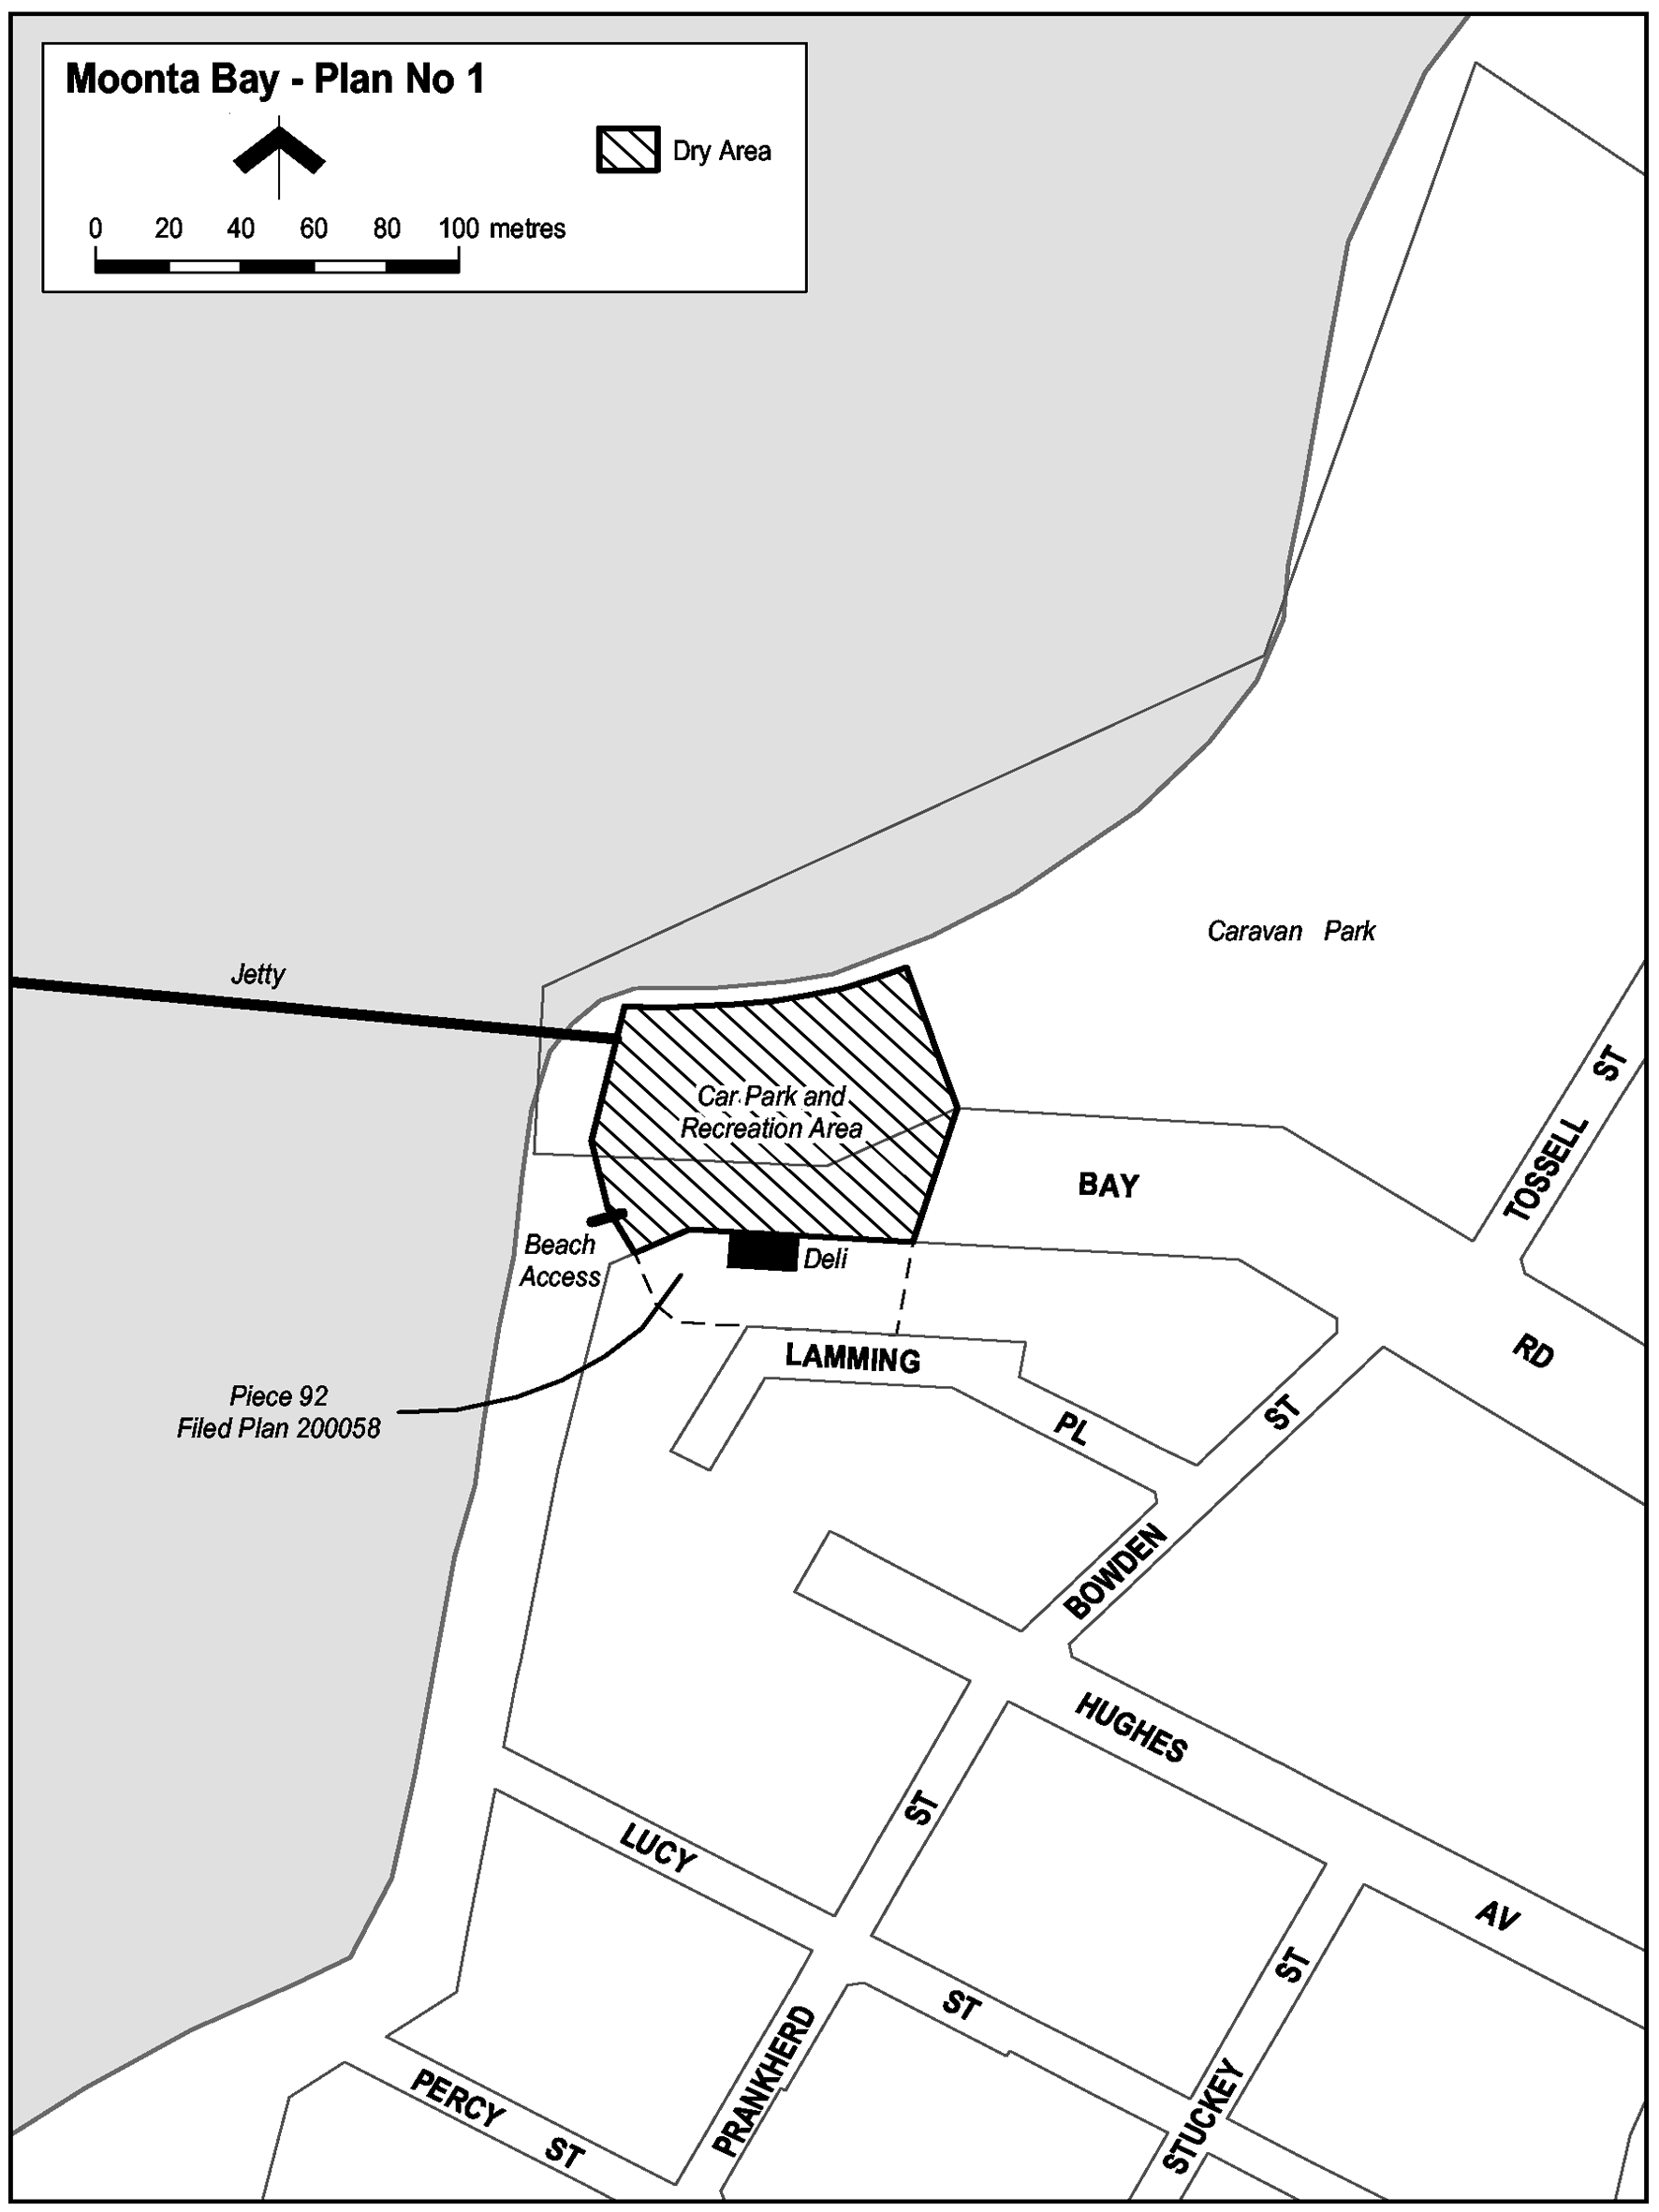 Moonta Bay - Plan No 1
Dry Area
0 20 40 60 80 100 metres
Caravan Park
Jetty
Car Park and
Recreation Area
TOSSELL ST
BAY RD
Beach
Access
Deli
LAMMING PL
Piece 92
Filed Plan 200058
BOWDEN ST
HUGHES AV
LUCY ST
PRANKHERD ST
STUCKEY ST
PERCY ST